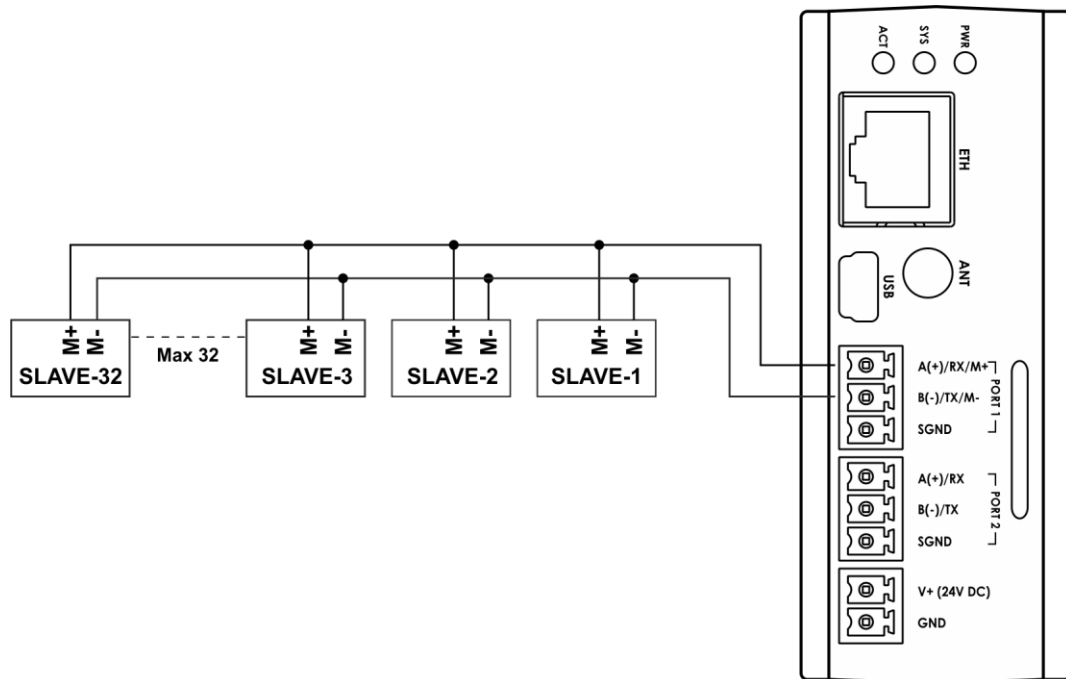 ACT
SYS
PWR
ETH
USB
ANT
M+ M-
M+ M-
M+ M-
M+ M-
SLAVE-32
Max 32
SLAVE-3
SLAVE-2
SLAVE-1
A(+)/RX/M+
B(-)/TX/M-
SGND
PORT 1
A(+)/RX
B(-)/TX
SGND
PORT 2
V+ (24V DC)
GND